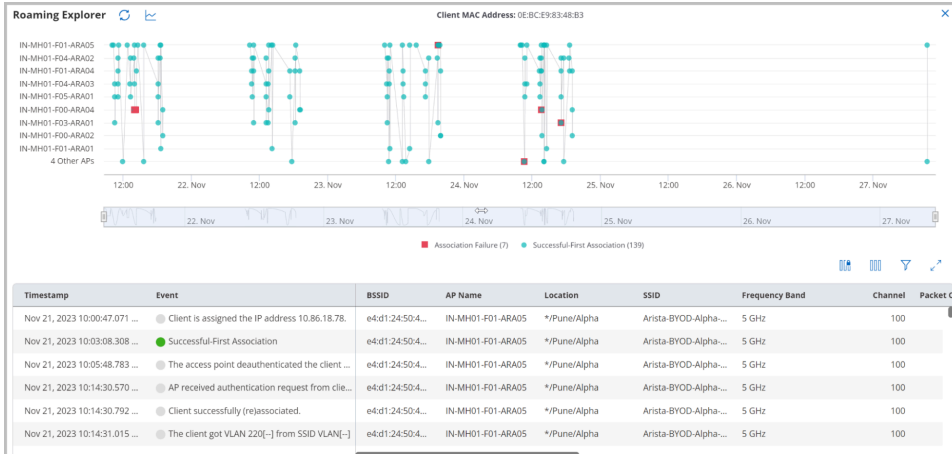 Roaming Explorer
Client MAC Address: 0E:BC:E9:83:48:B3
IN-MH01-F01-ARA05
IN-MH01-F04-ARA02
IN-MH01-F01-ARA04
IN-MH01-F04-ARA03
IN-MH01-F05-ARA01
IN-MH01-F00-ARA04
IN-MH01-F03-ARA01
IN-MH01-F00-ARA02
IN-MH01-F01-ARA01
4 Other APs
12:00 22. Nov 12:00 23. Nov 12:00 24. Nov 12:00 25. Nov 12:00 26. Nov 12:00 27. Nov
22. Nov 23. Nov 24. Nov 25. Nov 26. Nov 27. Nov
Association Failure (7) Successful-First Association (139)
Timestamp Event BSSID AP Name Location SSID Frequency Band Channel Packet C
Nov 21, 2023 10:00:47.071 ... Client is assigned the IP address 10.86.18.78. e4:d1:24:50:4... IN-MH01-F01-ARA05 */Pune/Alpha Arista-BYOD-Alpha-... 5 GHz 100
Nov 21, 2023 10:03:08.308 ... Successful-First Association e4:d1:24:50:4... IN-MH01-F01-ARA05 */Pune/Alpha Arista-BYOD-Alpha-... 5 GHz 100
Nov 21, 2023 10:05:48.783 ... The access point deauthenticated the client ... e4:d1:24:50:4... IN-MH01-F01-ARA05 */Pune/Alpha Arista-BYOD-Alpha-... 5 GHz 100
Nov 21, 2023 10:14:30.570 ... AP received authentication request from clie... e4:d1:24:50:4... IN-MH01-F01-ARA05 */Pune/Alpha Arista-BYOD-Alpha-... 5 GHz 100
Nov 21, 2023 10:14:30.792 ... Client successfully (re)associated. e4:d1:24:50:4... IN-MH01-F01-ARA05 */Pune/Alpha Arista-BYOD-Alpha-... 5 GHz 100
Nov 21, 2023 10:14:31.015 ... The client got VLAN 220[--] from SSID VLAN[--] e4:d1:24:50:4... IN-MH01-F01-ARA05 */Pune/Alpha Arista-BYOD-Alpha-... 5 GHz 100